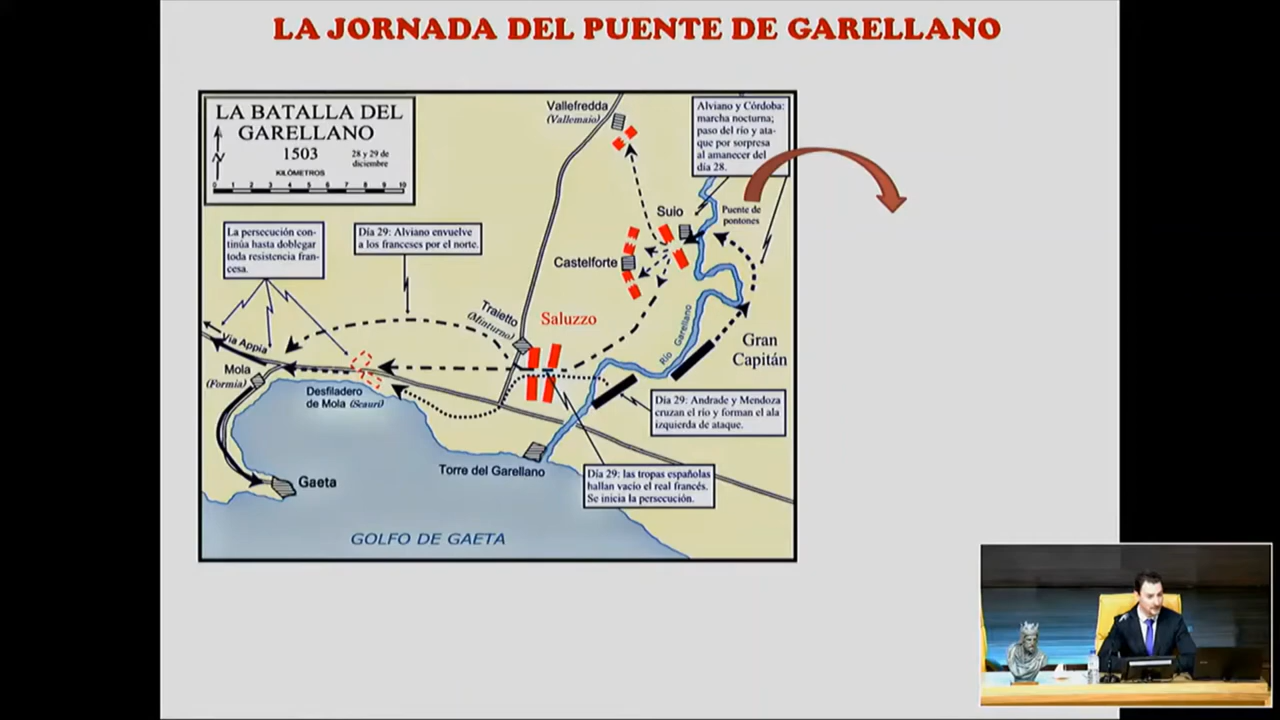 LA JORNADA DEL PUENTE DE GARELLANO
LA BATALLA DEL
GARELLANO
1503
28 y 29 de
diciembre
N
KILÓMETROS
0 1 2 3 4 5 6 7 8 9 10
Vallefredda
(Vallemaio)
Alviano y Córdoba:
marcha nocturna;
paso del río y ata-
que por sorpresa
al amanecer del
día 28.
Puente de
pontones
Suio
Castelforte
La persecución con-
tinúa hasta doblegar
toda resistencia fran-
cesa.
Día 29: Alviano envuelve
a los franceses por el norte.
Traietto
(Minturno)
Saluzzo
Río Garellano
Gran
Capitán
Via Appia
Mola
(Formia)
Desfiladero
de Mola (Scauri)
Día 29: Andrade y Mendoza
cruzan el río y forman el ala
izquierda de ataque.
Torre del Garellano
Día 29: las tropas españolas
hallan vacío el real francés.
Se inicia la persecución.
Gaeta
GOLFO DE GAETA